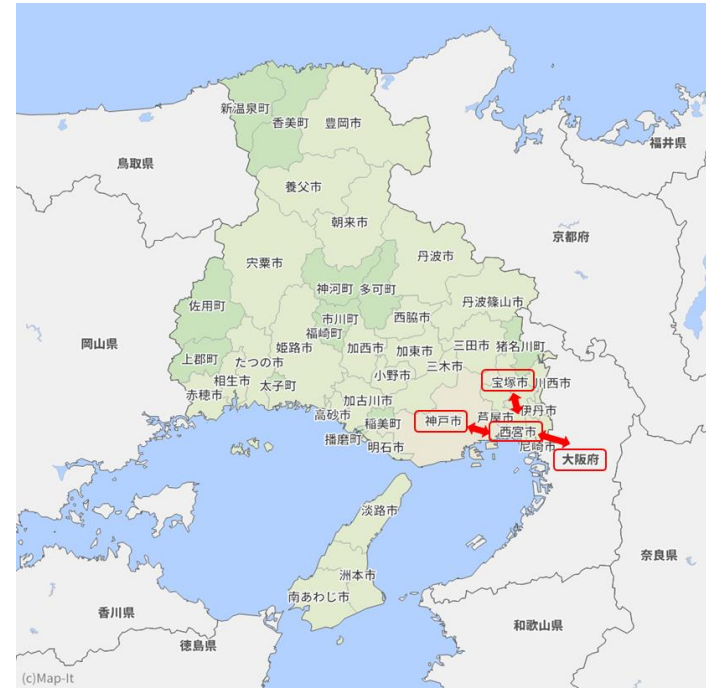 新温泉町
香美町
豊岡市
福井県
鳥取県
養父市
朝来市
京都府
丹波市
宍粟市
神河町
多可町
佐用町
丹波篠山市
市川町
西脇市
福崎町
岡山県
姫路市
加西市
加東市
三田市
猪名川町
上郡町
たつの市
三木市
小野市
相生市
太子町
宝塚市
川西市
赤穂市
加古川市
伊丹市
高砂市
稲美町
神戸市
芦屋市
西宮市
播磨町
明石市
尼崎市
大阪府
淡路市
奈良県
洲本市
南あわじ市
香川県
和歌山県
徳島県
(c)Map-It